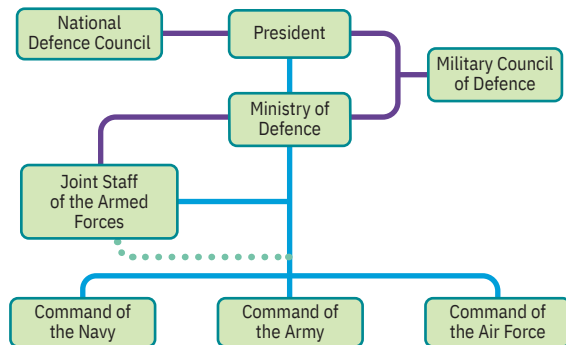 National
Defence Council
President
Military Council
of Defence
Ministry of
Defence
Joint Staff
of the Armed
Forces
Command of
the Navy
Command of
the Army
Command of
the Air Force